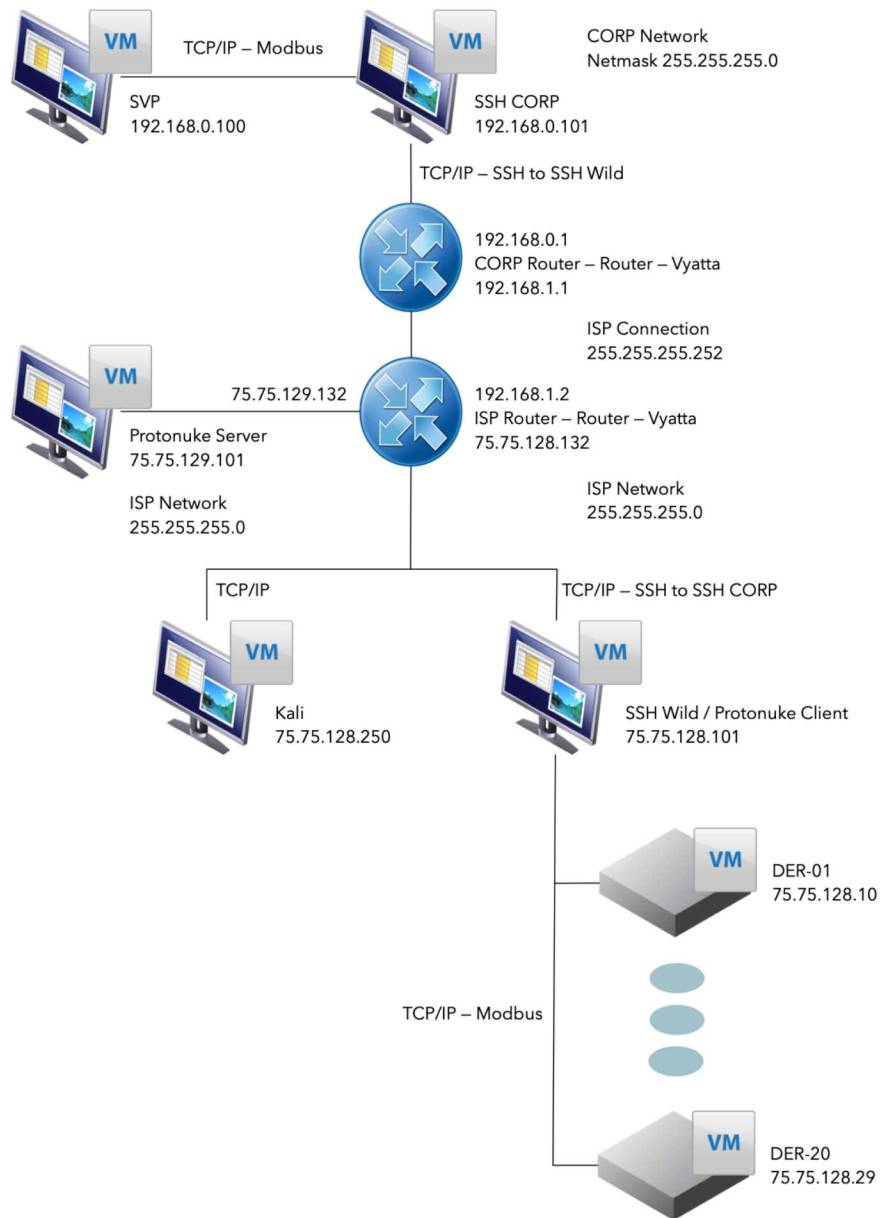 VM
TCP/IP – Modbus
VM
CORP Network
Netmask 255.255.255.0
SVP
192.168.0.100
SSH CORP
192.168.0.101
TCP/IP – SSH to SSH Wild
192.168.0.1
CORP Router – Router – Vyatta
192.168.1.1
ISP Connection
255.255.255.252
VM
75.75.129.132
192.168.1.2
ISP Router – Router – Vyatta
75.75.128.132
Protonuke Server
75.75.129.101
ISP Network
255.255.255.0
ISP Network
255.255.255.0
TCP/IP
TCP/IP – SSH to SSH CORP
VM
VM
Kali
75.75.128.250
SSH Wild / Protonuke Client
75.75.128.101
VM
DER-01
75.75.128.10
TCP/IP – Modbus
VM
DER-20
75.75.128.29